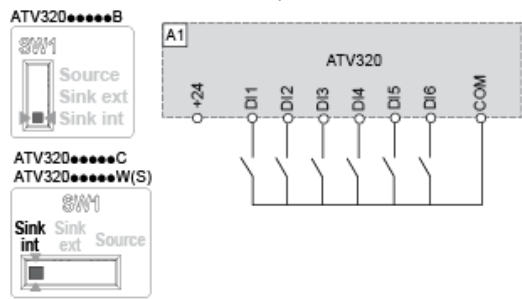 ATV320●●●●●B
SW1
Source
Sink ext
Sink int
ATV320●●●●●C
ATV320●●●●●W(S)
SW1
Sink int
Sink ext
Source
A1
ATV320
+24
DI1
DI2
DI3
DI4
DI5
DI6
COM